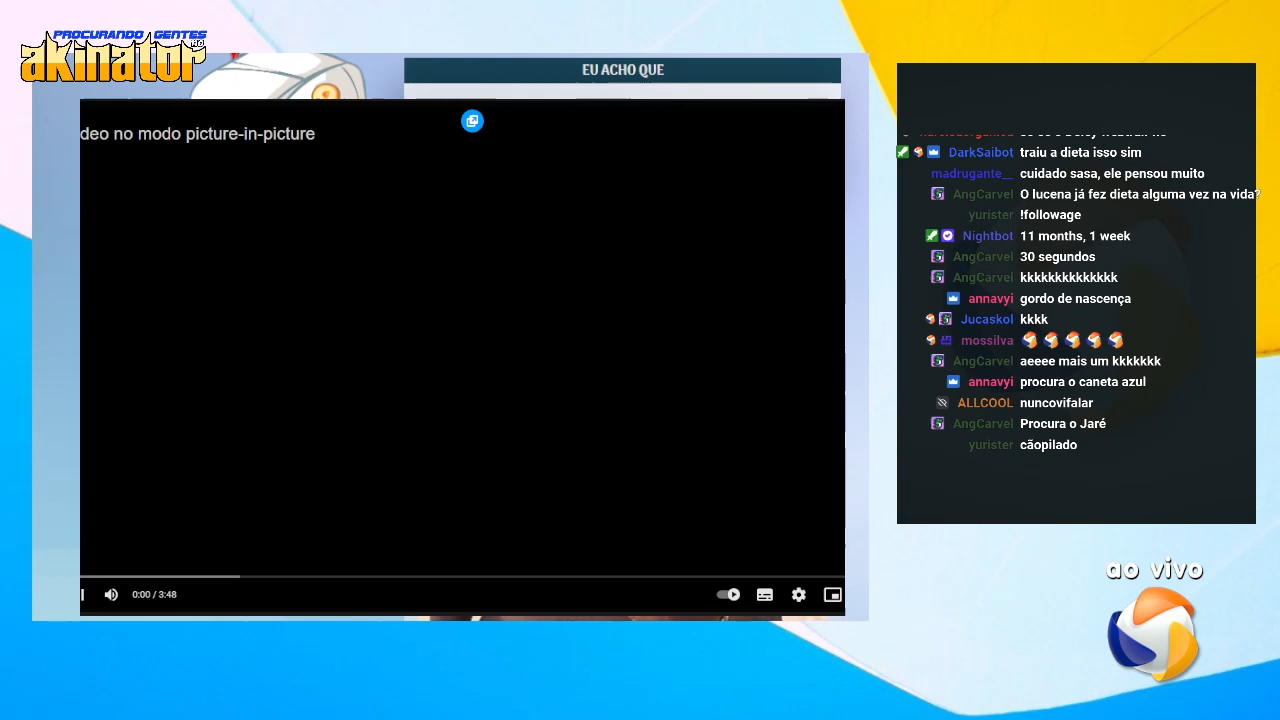 PROCURANDO GENTES
NO
akinator
EU ACHO QUE
deo no modo picture-in-picture
0:00 / 3:48
DarkSaibot traiu a dieta isso sim
madrugante__ cuidado sasa, ele pensou muito
AngCarvel O lucena já fez dieta alguma vez na vida?
yurister !followage
Nightbot 11 months, 1 week
AngCarvel 30 segundos
AngCarvel kkkkkkkkkkkkkk
annavyi gordo de nascença
Jucaskol kkkk
mossilva
AngCarvel aeeee mais um kkkkkkk
annavyi procura o caneta azul
ALLCOOL nuncovifalar
AngCarvel Procura o Jaré
yurister cãopilado
ao vivo